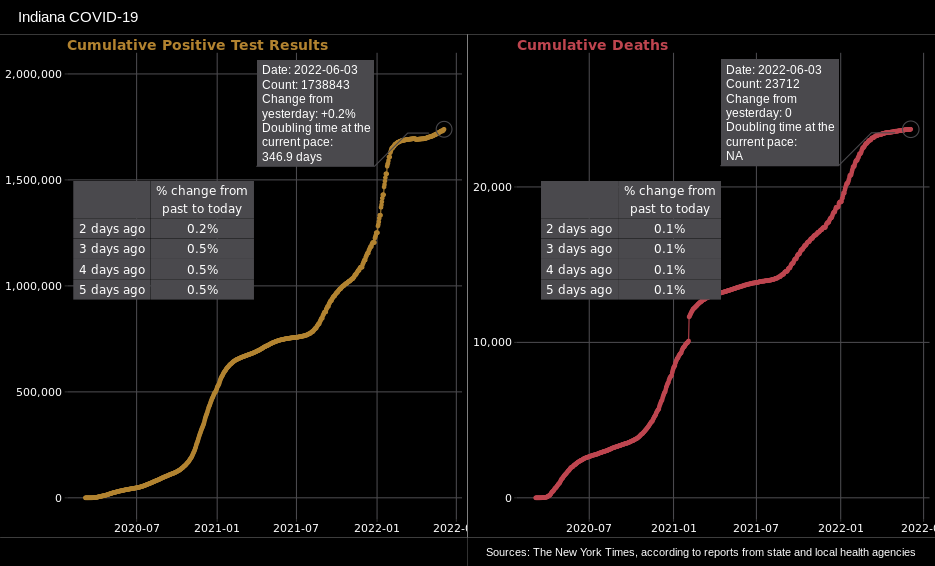 Indiana COVID-19
Cumulative Positive Test Results
2,000,000
1,500,000
1,000,000
500,000
0
Date: 2022-06-03
Count: 1738843
Change from
yesterday: +0.2%
Doubling time at the
current pace:
346.9 days
% change from
past to today
2 days ago 0.2%
3 days ago 0.5%
4 days ago 0.5%
5 days ago 0.5%
2020-07 2021-01 2021-07 2022-01 2022-
Cumulative Deaths
20,000
10,000
0
Date: 2022-06-03
Count: 23712
Change from
yesterday: 0
Doubling time at the
current pace:
NA
% change from
past to today
2 days ago 0.1%
3 days ago 0.1%
4 days ago 0.1%
5 days ago 0.1%
2020-07 2021-01 2021-07 2022-01 2022-
Sources: The New York Times, according to reports from state and local health agencies